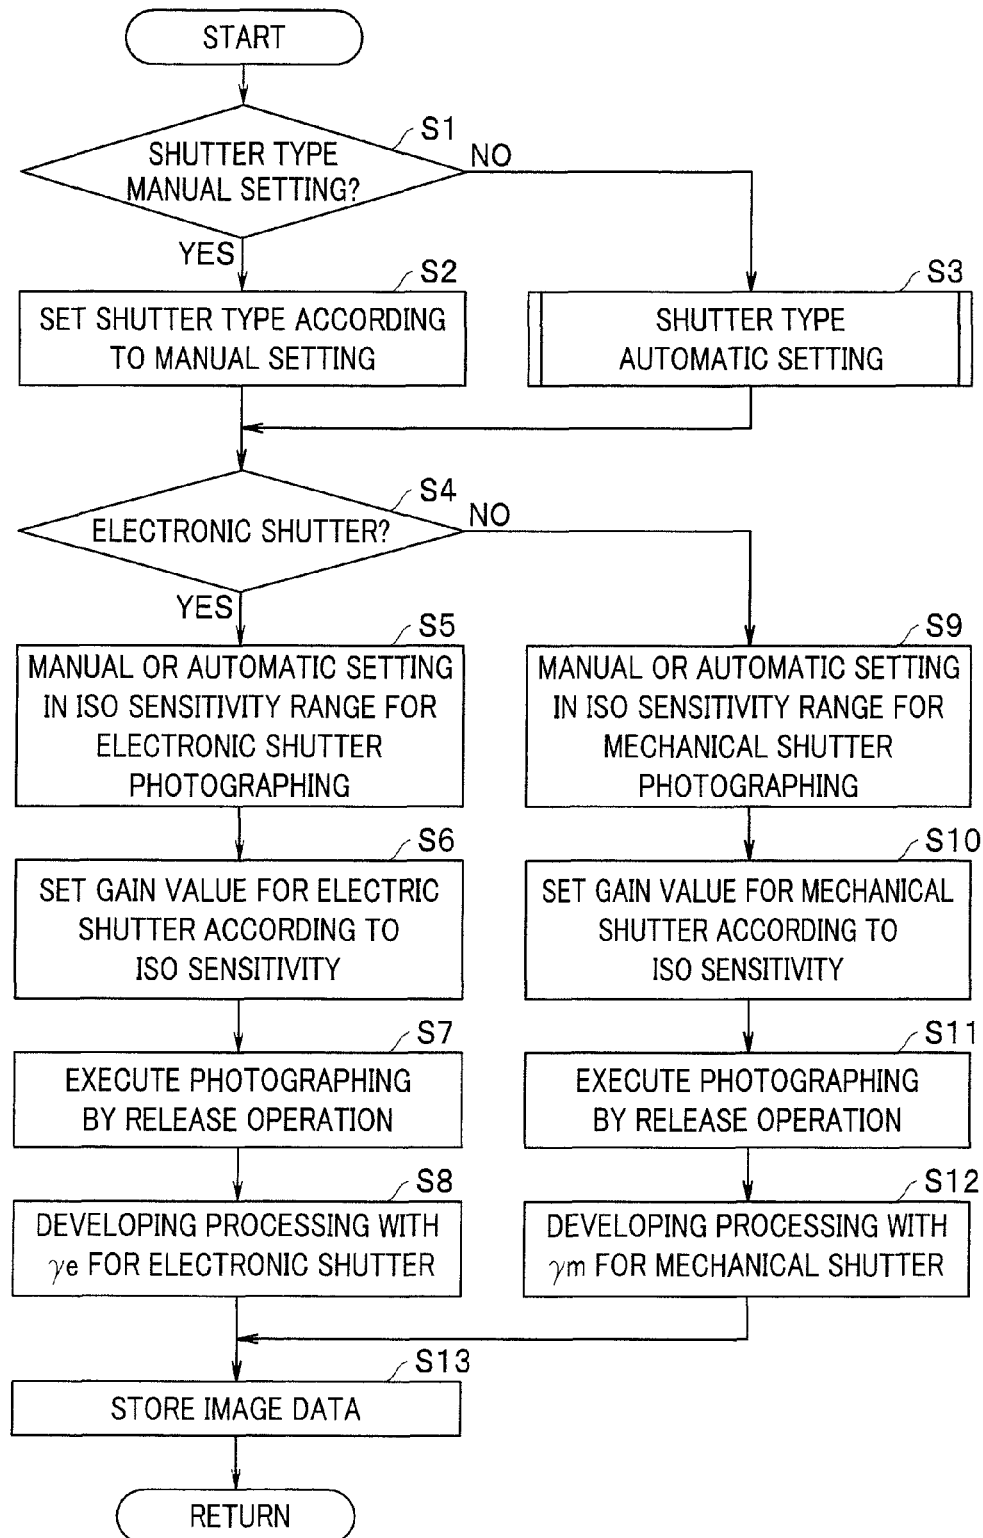 START
S1
SHUTTER TYPE
MANUAL SETTING?
NO
YES
S2
SET SHUTTER TYPE ACCORDING
TO MANUAL SETTING
S3
SHUTTER TYPE
AUTOMATIC SETTING
S4
ELECTRONIC SHUTTER?
NO
YES
S5
MANUAL OR AUTOMATIC SETTING
IN ISO SENSITIVITY RANGE FOR
ELECTRONIC SHUTTER
PHOTOGRAPHING
S9
MANUAL OR AUTOMATIC SETTING
IN ISO SENSITIVITY RANGE FOR
MECHANICAL SHUTTER
PHOTOGRAPHING
S6
SET GAIN VALUE FOR ELECTRIC
SHUTTER ACCORDING TO
ISO SENSITIVITY
S10
SET GAIN VALUE FOR MECHANICAL
SHUTTER ACCORDING TO
ISO SENSITIVITY
S7
EXECUTE PHOTOGRAPHING
BY RELEASE OPERATION
S11
EXECUTE PHOTOGRAPHING
BY RELEASE OPERATION
S8
DEVELOPING PROCESSING WITH
γe FOR ELECTRONIC SHUTTER
S12
DEVELOPING PROCESSING WITH
γm FOR MECHANICAL SHUTTER
S13
STORE IMAGE DATA
RETURN